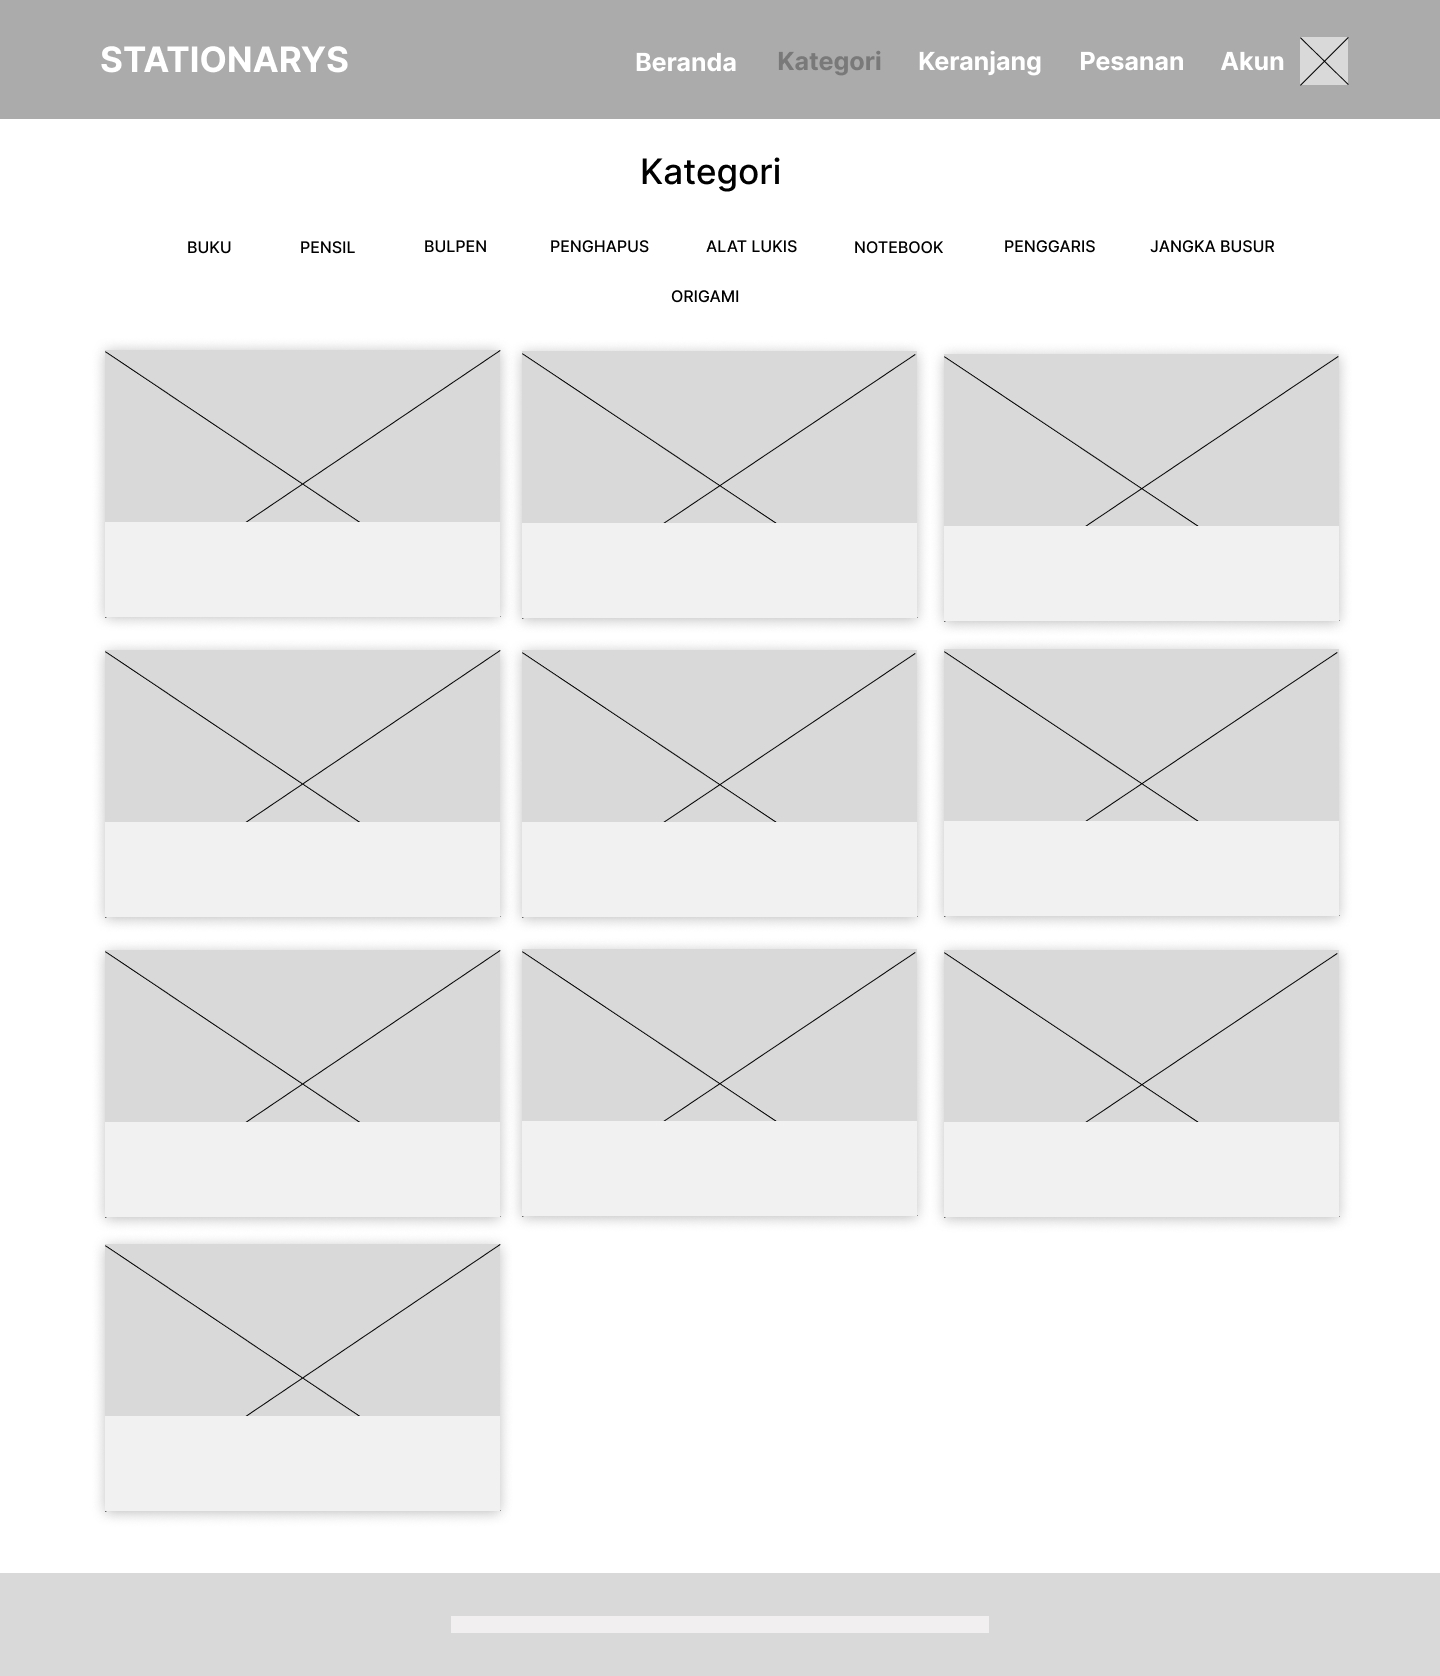 STATIONARYS Beranda Kategori Keranjang Pesanan Akun
Kategori
BUKU PENSIL BULPEN PENGHAPUS ALAT LUKIS NOTEBOOK PENGGARIS JANGKA BUSUR
ORIGAMI